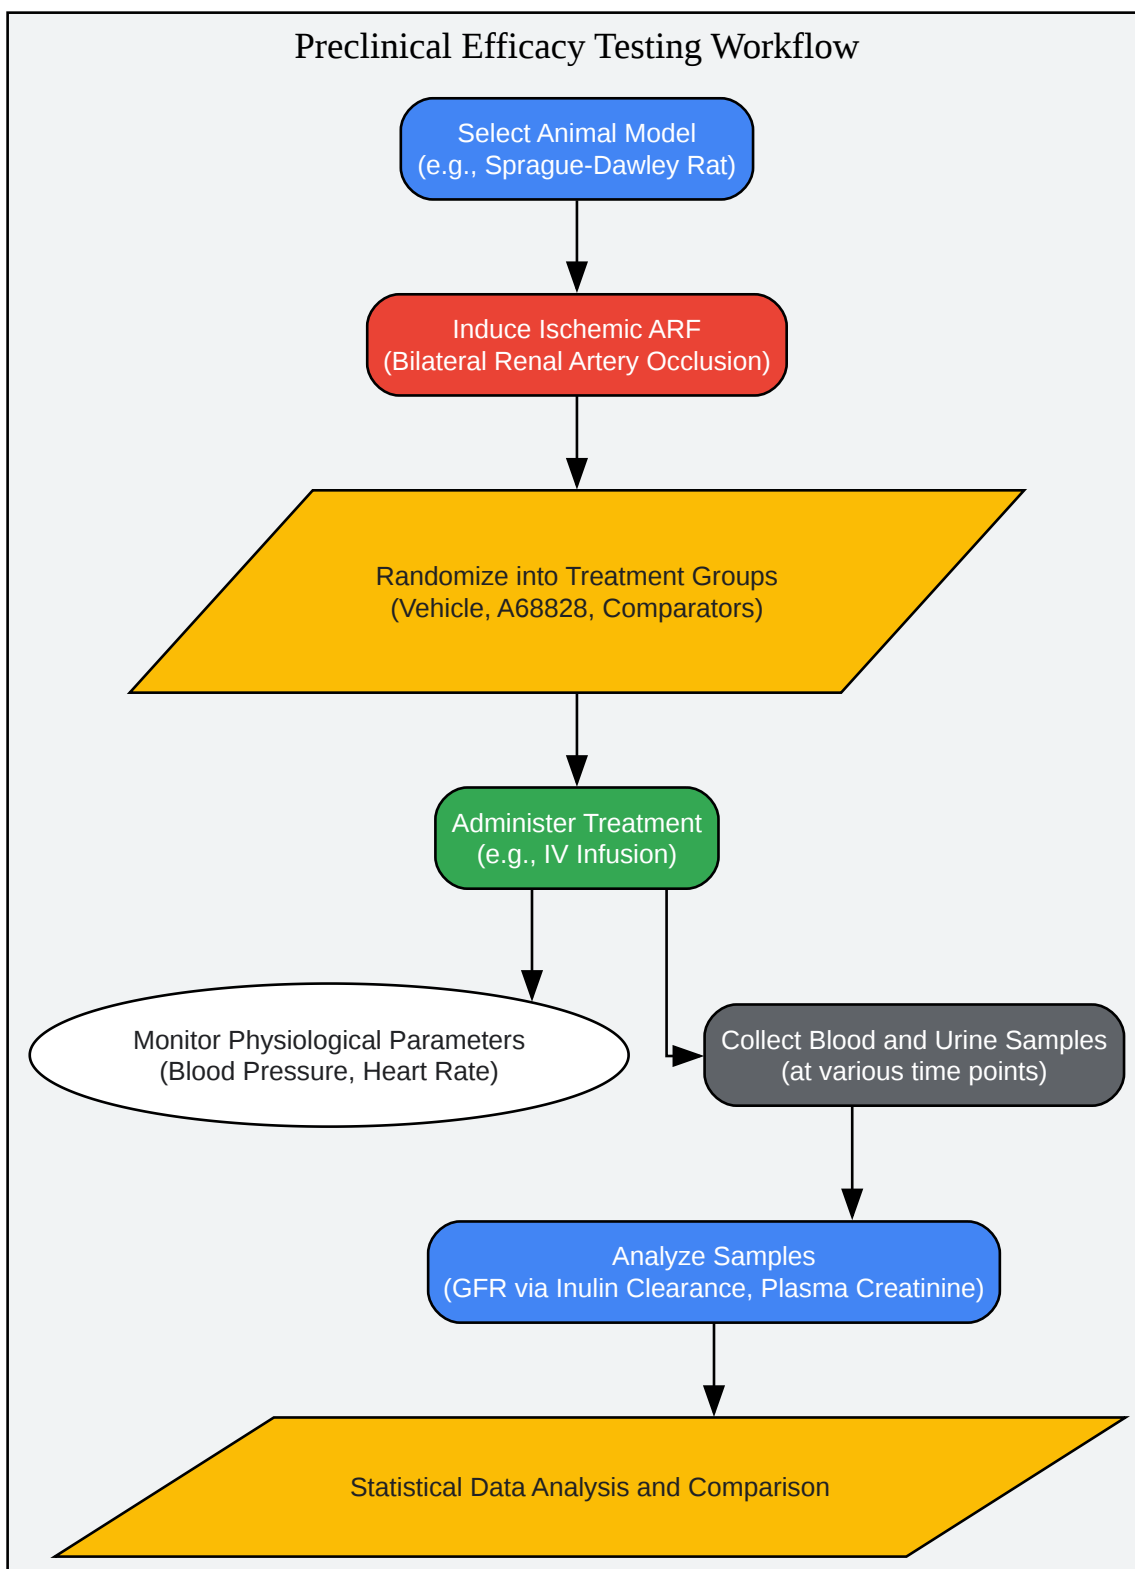 Preclinical Efficacy Testing Workflow
Select Animal Model
(e.g., Sprague-Dawley Rat)
Induce Ischemic ARF
(Bilateral Renal Artery Occlusion)
Randomize into Treatment Groups
(Vehicle, A68828, Comparators)
Administer Treatment
(e.g., IV Infusion)
Monitor Physiological Parameters
(Blood Pressure, Heart Rate)
Collect Blood and Urine Samples
(at various time points)
Analyze Samples
(GFR via Inulin Clearance, Plasma Creatinine)
Statistical Data Analysis and Comparison